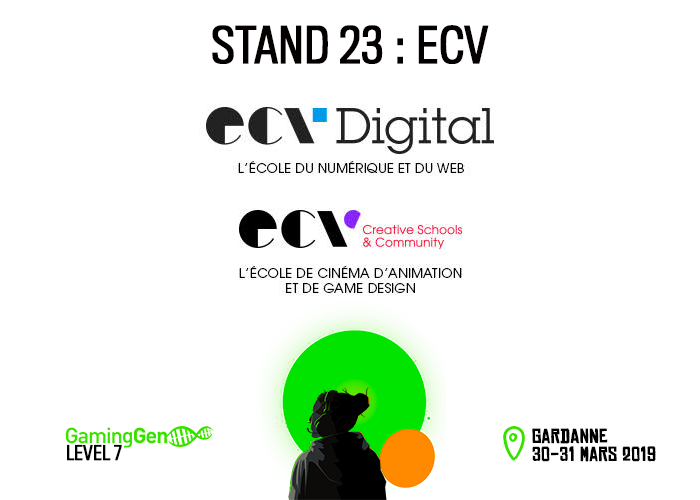 STAND 23 : ECV
ecv Digital
L'ÉCOLE DU NUMÉRIQUE ET DU WEB
ecv Creative Schools
& Community
L'ÉCOLE DE CINÉMA D'ANIMATION
ET DE GAME DESIGN
GamingGen
LEVEL 7
GARDANNE
30-31 MARS 2019